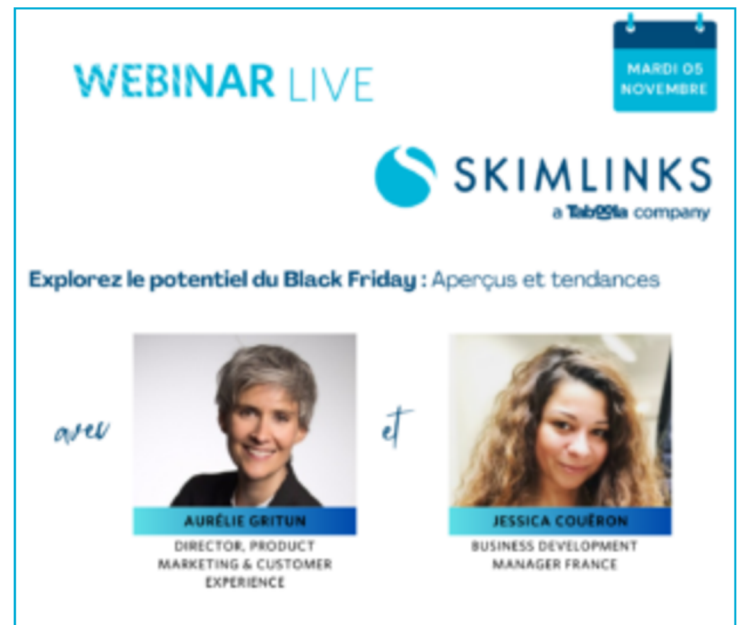 WEBINAR LIVE
MARDI 05
NOVEMBRE
SKIMLINKS
a Taboola company
Explorez le potentiel du Black Friday : Aperçus et tendances
avec
et
AURÉLIE GRITUN
DIRECTOR, PRODUCT
MARKETING & CUSTOMER
EXPERIENCE
JESSICA COUËRON
BUSINESS DEVELOPMENT
MANAGER FRANCE